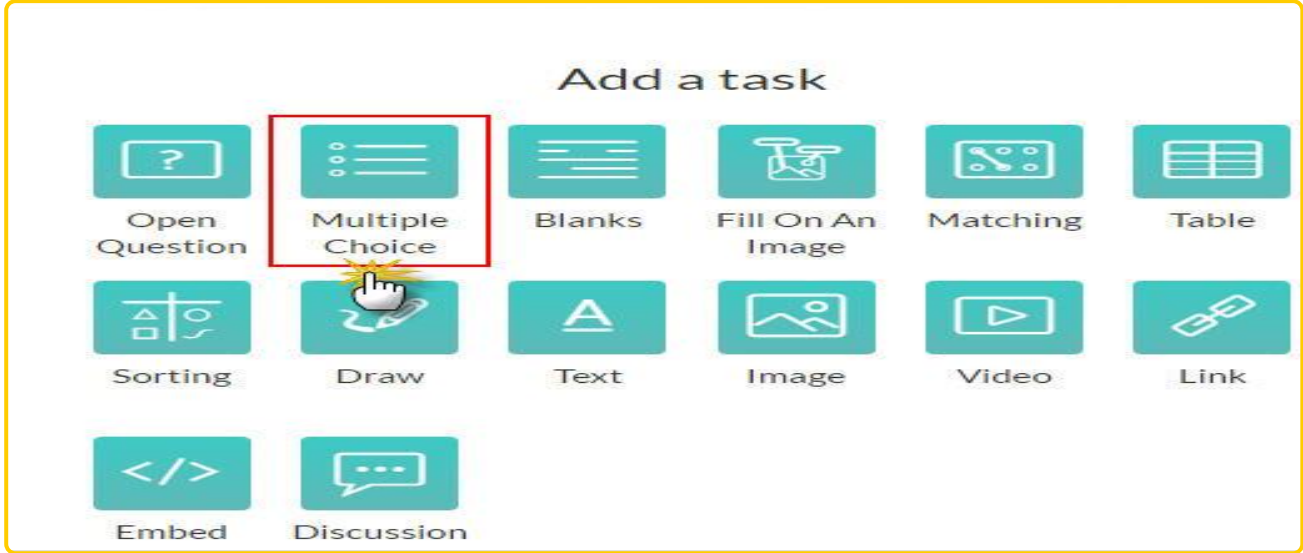 Add a task
?
Open Question
Multiple Choice
Blanks
Fill On An Image
Matching
Table
Sorting
Draw
A
Text
Image
Video
Link
</>
Embed
Discussion